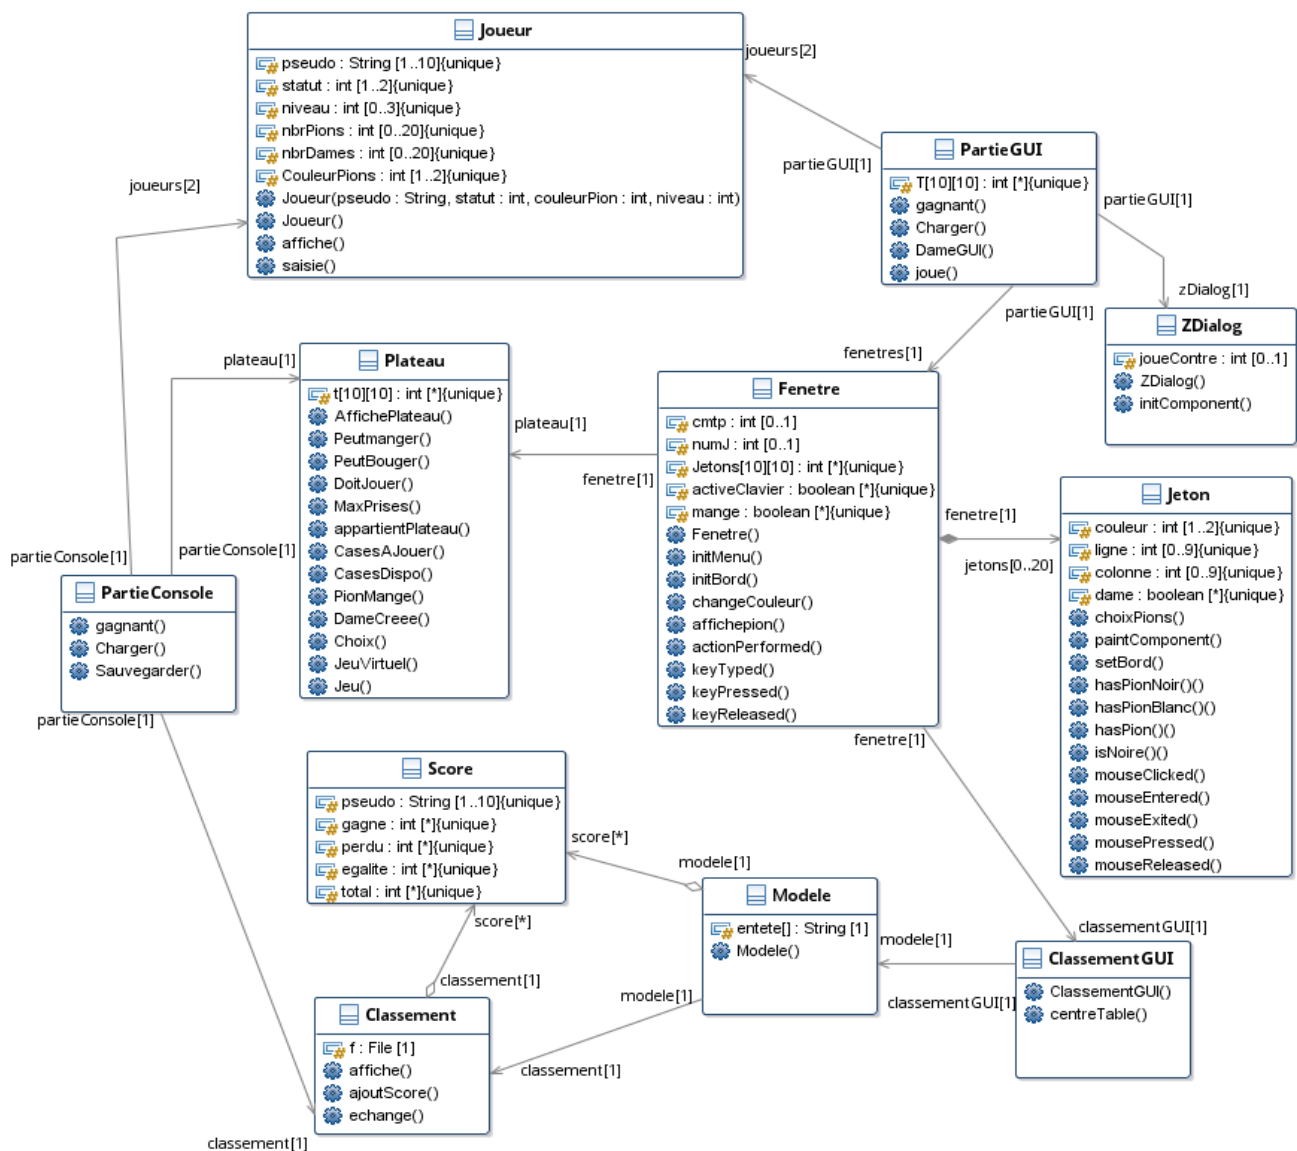 Joueur
pseudo : String [1..10]{unique}
statut : int [1..2]{unique}
niveau : int [0..3]{unique}
nbrPions : int [0..20]{unique}
nbrDames : int [0..20]{unique}
CouleurPions : int [1..2]{unique}
Joueur(pseudo : String, statut : int, couleurPion : int, niveau : int)
Joueur()
affiche()
saisie()
joueurs[2]
partieGUI[1]
PartieGUI
T[10][10] : int [*]{unique}
gagnant()
Charger()
DameGUI()
joue()
partieGUI[1]
zDialog[1]
partieGUI[1]
fenetres[1]
ZDialog
joueContre : int [0..1]
ZDialog()
initComponent()
joueurs[2]
plateau[1]
Plateau
t[10][10] : int [*]{unique}
AffichePlateau()
Peutmanger()
PeutBouger()
DoitJouer()
MaxPrises()
appartientPlateau()
CasesAJouer()
CasesDispo()
PionMange()
DameCreee()
Choix()
JeuVirtuel()
Jeu()
plateau[1]
fenetre[1]
Fenetre
cmtp : int [0..1]
numJ : int [0..1]
Jetons[10][10] : int [*]{unique}
activeClavier : boolean [*]{unique}
mange : boolean [*]{unique}
Fenetre()
initMenu()
initBord()
changeCouleur()
affichepion()
actionPerformed()
keyTyped()
keyPressed()
keyReleased()
fenetre[1]
jetons[0..20]
Jeton
couleur : int [1..2]{unique}
ligne : int [0..9]{unique}
colonne : int [0..9]{unique}
dame : boolean [*]{unique}
choixPions()
paintComponent()
setBord()
hasPionNoir()()
hasPionBlanc()()
hasPion()()
isNoire()()
mouseClicked()
mouseEntered()
mouseExited()
mousePressed()
mouseReleased()
partieConsole[1]
partieConsole[1]
PartieConsole
gagnant()
Charger()
Sauvegarder()
partieConsole[1]
fenetre[1]
Score
pseudo : String [1..10]{unique}
gagne : int [*]{unique}
perdu : int [*]{unique}
egalite : int [*]{unique}
total : int [*]{unique}
score[*]
modele[1]
Modele
entete[] : String [1]
Modele()
score[*]
classement[1]
modele[1]
classementGUI[1]
modele[1]
classementGUI[1]
ClassementGUI
ClassementGUI()
centreTable()
Classement
f : File [1]
affiche()
ajoutScore()
echange()
classement[1]
classement[1]